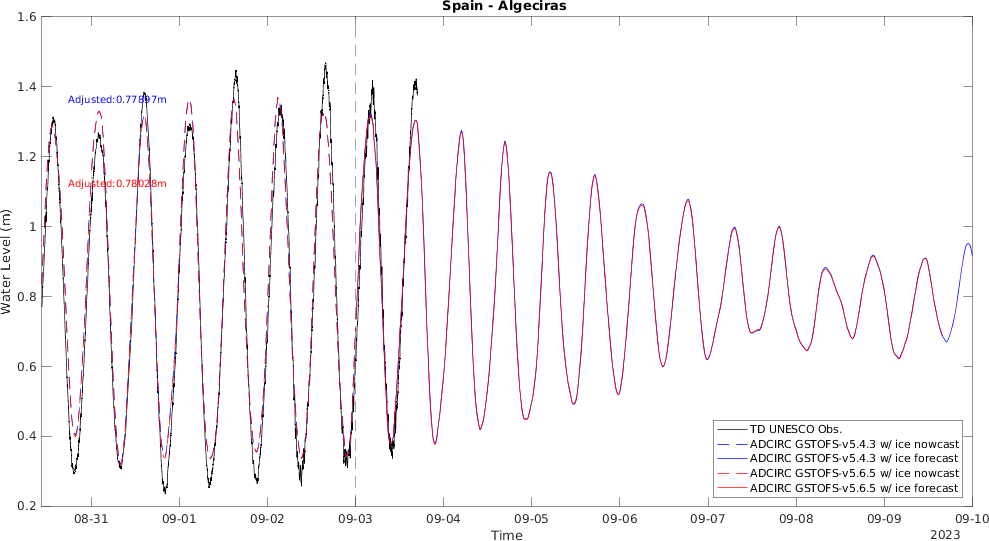 Spain - Algeciras
1.6
1.4
1.2
1
0.8
0.6
0.4
0.2
Water Level (m)
Adjusted:0.77897m
Adjusted:0.78028m
TD UNESCO Obs.
ADCIRC GSTOFS-v5.4.3 w/ ice nowcast
ADCIRC GSTOFS-v5.4.3 w/ ice forecast
ADCIRC GSTOFS-v5.6.5 w/ ice nowcast
ADCIRC GSTOFS-v5.6.5 w/ ice forecast
08-31 09-01 09-02 09-03 09-04 09-05 09-06 09-07 09-08 09-09 09-10
Time
2023